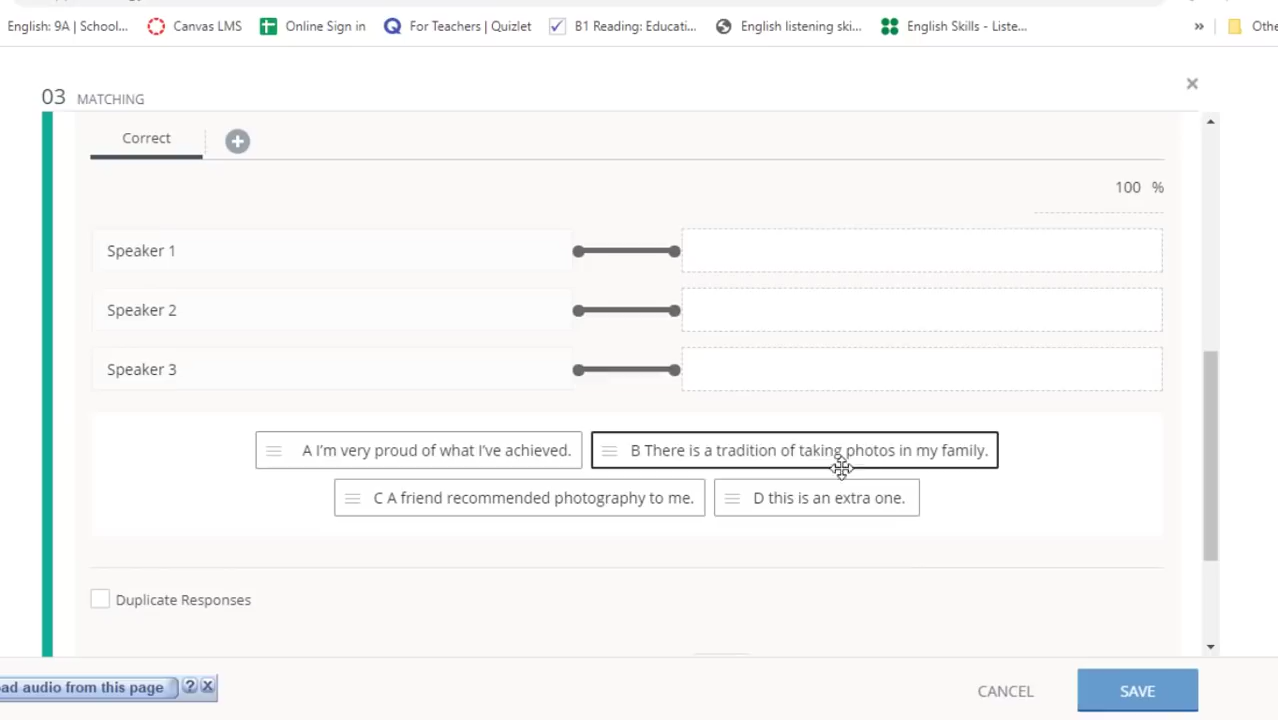 English: 9A | School...
Canvas LMS
Online Sign in
For Teachers | Quizlet
B1 Reading: Educati...
English listening ski...
English Skills - Liste...
»
03 MATCHING
×
Correct
100 %
Speaker 1
Speaker 2
Speaker 3
A I’m very proud of what I’ve achieved.
B There is a tradition of taking photos in my family.
C A friend recommended photography to me.
D this is an extra one.
Duplicate Responses
audio from this page
?
X
CANCEL
SAVE